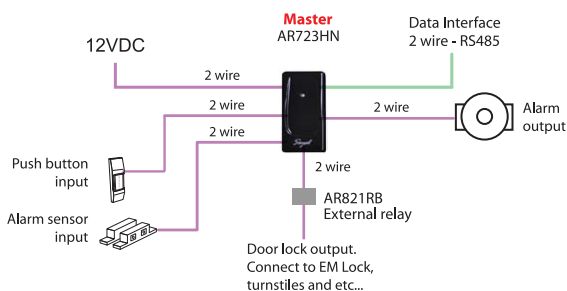 Master
AR723HN
Data Interface
2 wire - RS485
12VDC
2 wire
2 wire
2 wire
2 wire
Alarm
output
Soyal
Push button
input
2 wire
AR821RB
External relay
Alarm sensor
input
Door lock output.
Connect to EM Lock,
turnstiles and etc...